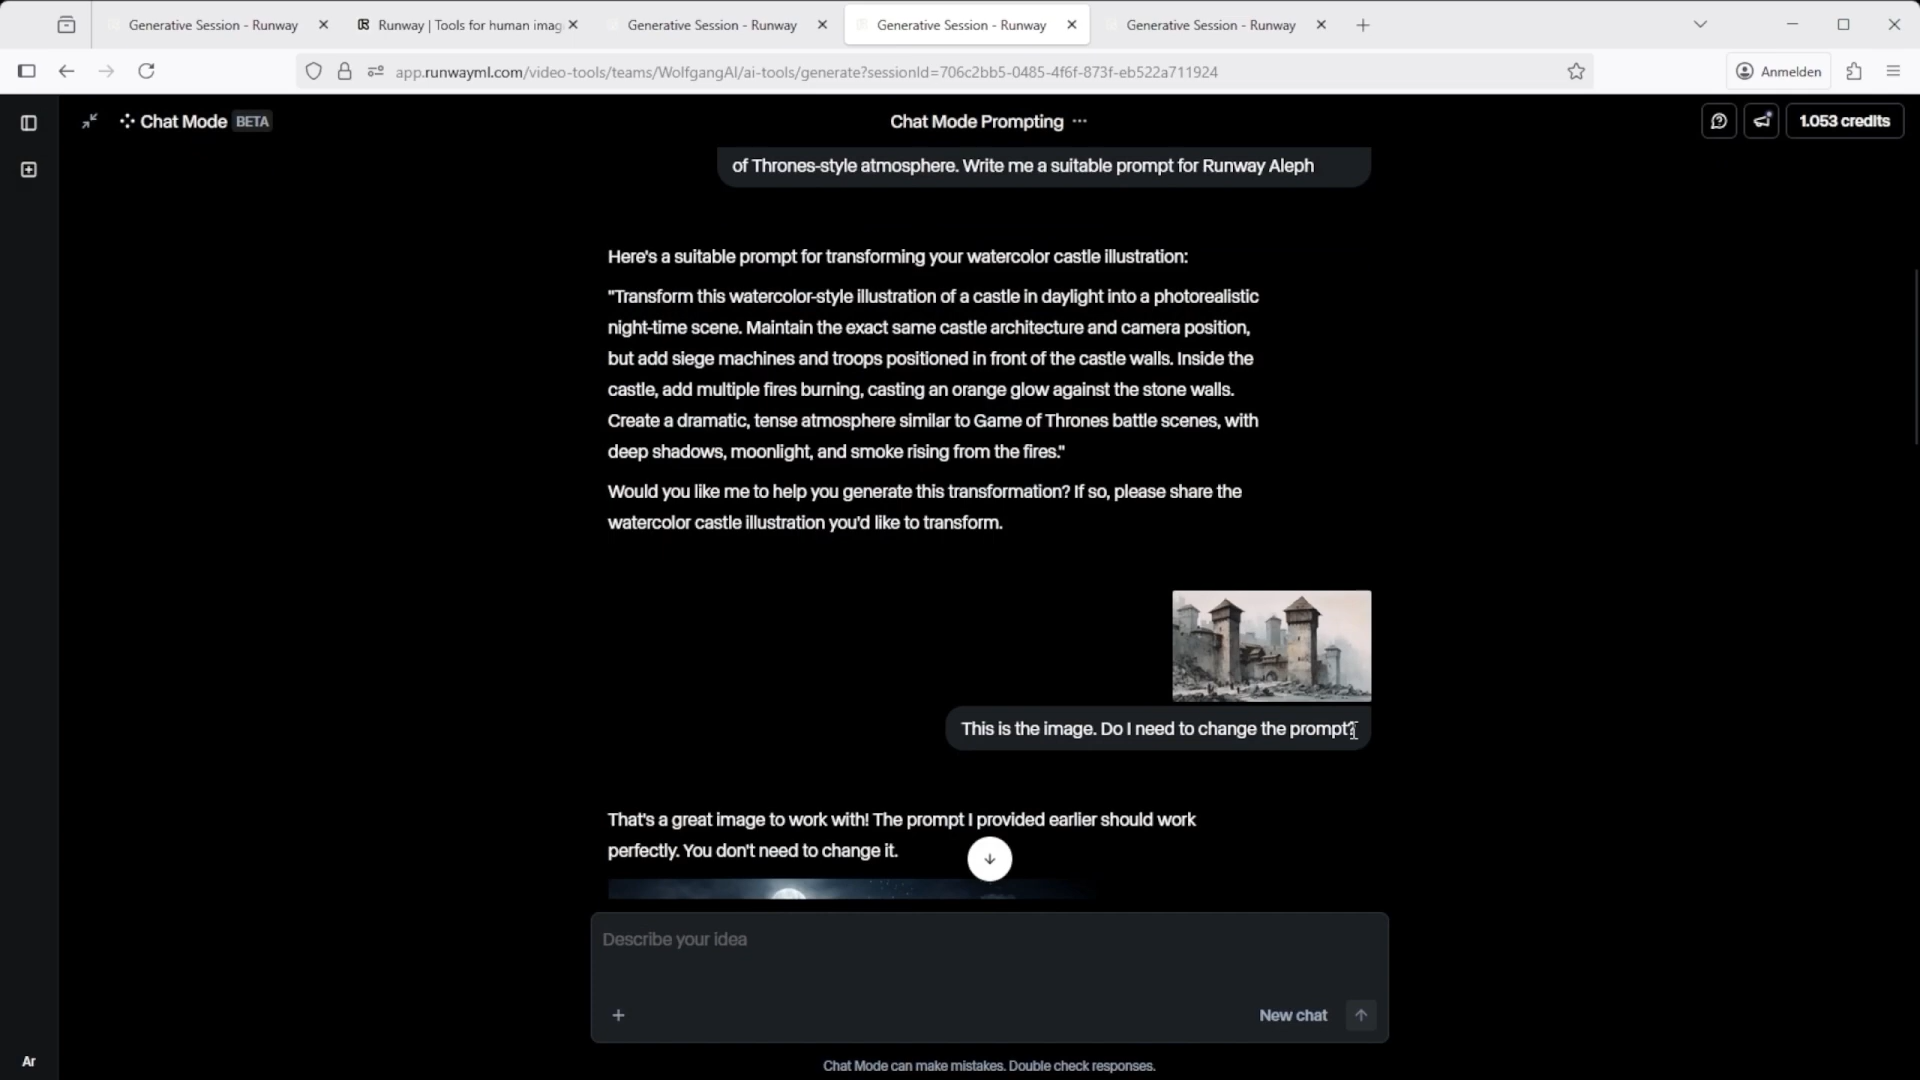 Generative Session - Runway
Runway | Tools for human imag
Generative Session - Runway
Generative Session - Runway
Generative Session - Runway
app.runwayml.com/video-tools/teams/WolfgangAI/ai-tools/generate?sessionId=706c2bb5-0485-4f6f-873f-eb522a711924
Anmelden
Chat Mode BETA
Chat Mode Prompting ···
1.053 credits
of Thrones-style atmosphere. Write me a suitable prompt for Runway Aleph
Here's a suitable prompt for transforming your watercolor castle illustration:
"Transform this watercolor-style illustration of a castle in daylight into a photorealistic
night-time scene. Maintain the exact same castle architecture and camera position,
but add siege machines and troops positioned in front of the castle walls. Inside the
castle, add multiple fires burning, casting an orange glow against the stone walls.
Create a dramatic, tense atmosphere similar to Game of Thrones battle scenes, with
deep shadows, moonlight, and smoke rising from the fires."
Would you like me to help you generate this transformation? If so, please share the
watercolor castle illustration you'd like to transform.
This is the image. Do I need to change the prompt?
That's a great image to work with! The prompt I provided earlier should work
perfectly. You don't need to change it.
Describe your idea
New chat
Ar
Chat Mode can make mistakes. Double check responses.